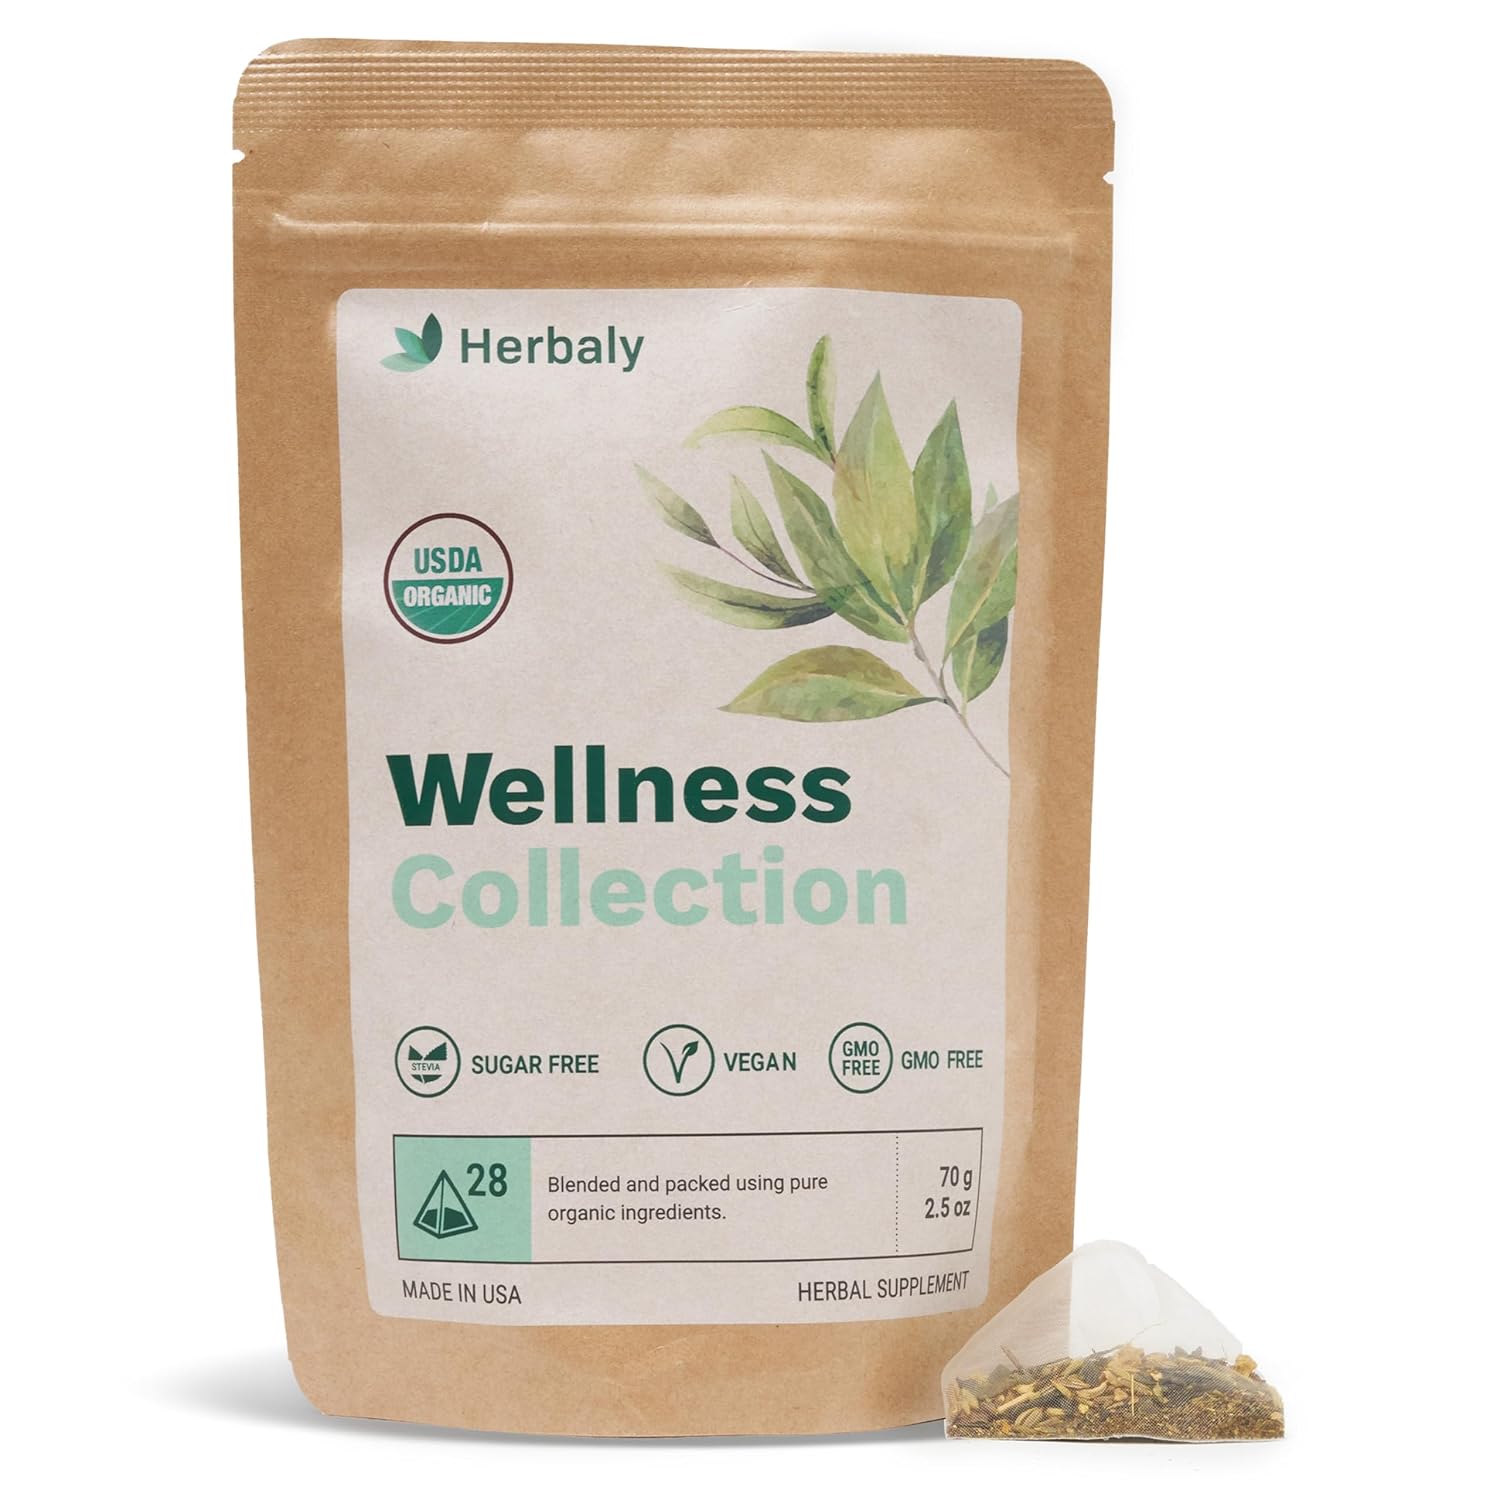 Herbaly
USDA
ORGANIC
Wellness
Collection
STEVIA
SUGAR FREE
VEGAN
GMO
FREE
GMO FREE
28
Blended and packed using pure
organic ingredients.
70 g
2.5 oz
MADE IN USA
HERBAL SUPPLEMENT